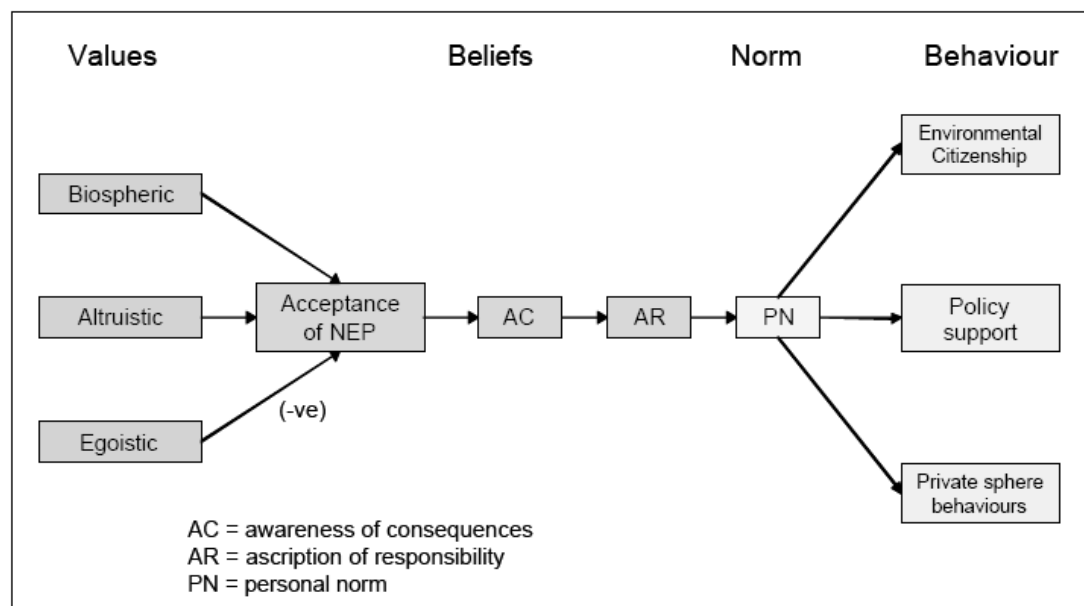 Values
Beliefs
Norm
Behaviour
Environmental
Citizenship
Biospheric
Altruistic
Acceptance
of NEP
AC
AR
PN
Policy
support
(-ve)
Egoistic
Private sphere
behaviours
AC = awareness of consequences
AR = ascription of responsibility
PN = personal norm